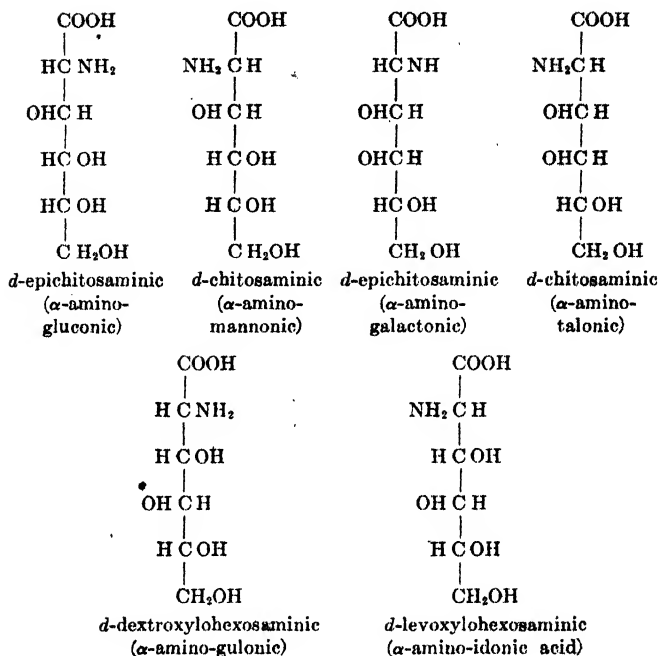 COOH COOH COOH COOH
HC NH₂ NH₂ C H HC NH NH₂C H
OHC H OH C H OHC H OHC H
HC OH H C OH OHC H OHC H
HC OH H C OH HC OH HC OH
C H₂OH C H₂OH CH₂ OH CH₂ OH
d-epichitosaminic d-chitosaminic d-epichitosaminic d-chitosaminic
(α-amino- (α-amino- (α-amino- (α-amino-
gluconic) mannonic) galactonic) talonic)
COOH COOH
H C NH₂ NH₂ C H
H C OH H C OH
OH C H OH C H
H C OH H C OH
CH₂OH CH₂OH
d-dextroxylohexosaminic d-levoxylohexosaminic
(α-amino-gulonic) (α-amino-idonic acid)